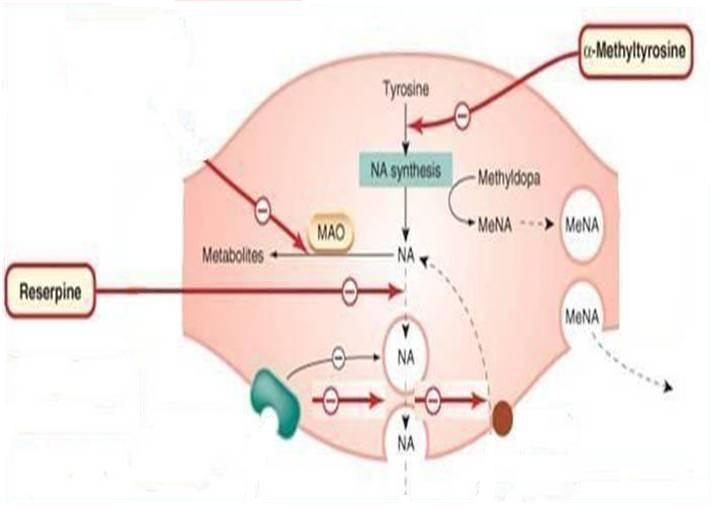 α-Methyltyrosine
Tyrosine
NA synthesis
Methyldopa
MeNA
MeNA
MAO
Metabolites
NA
Reserpine
MeNA
NA
NA